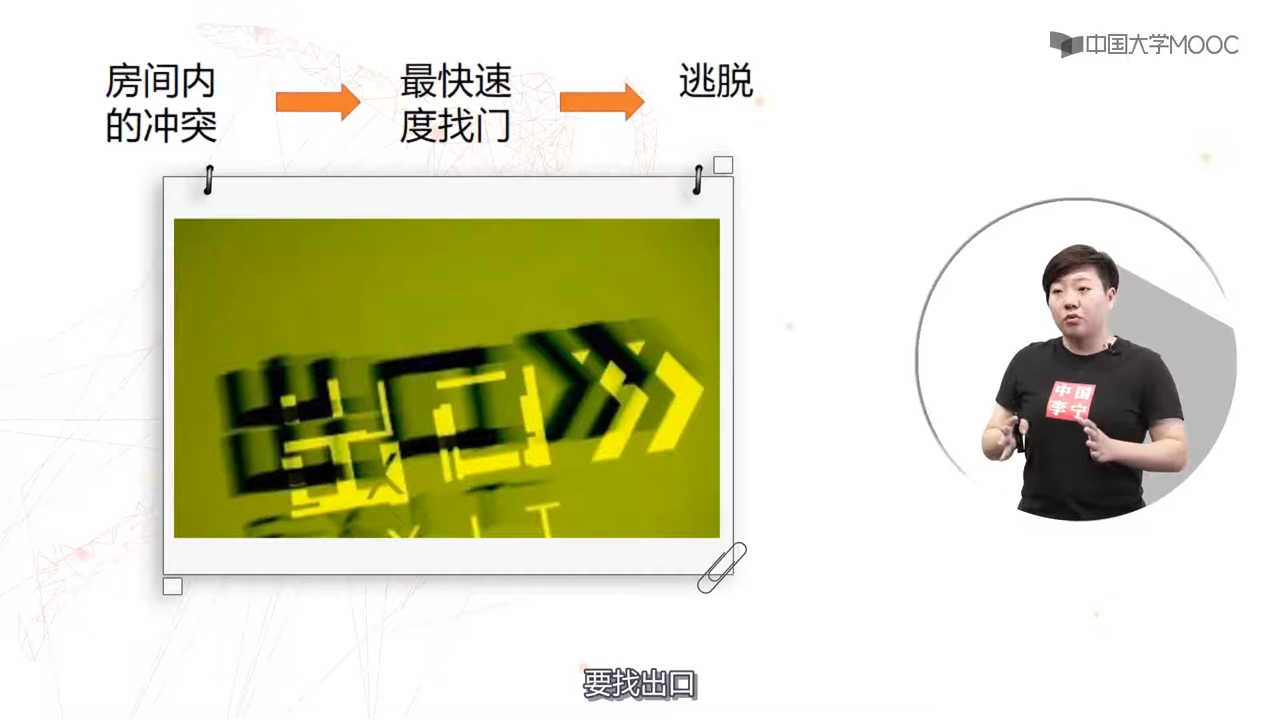 中国大学MOOC
房间内
的冲突
最快速
度找门
逃脱
出口
EXIT
中国
李宁
要找出口